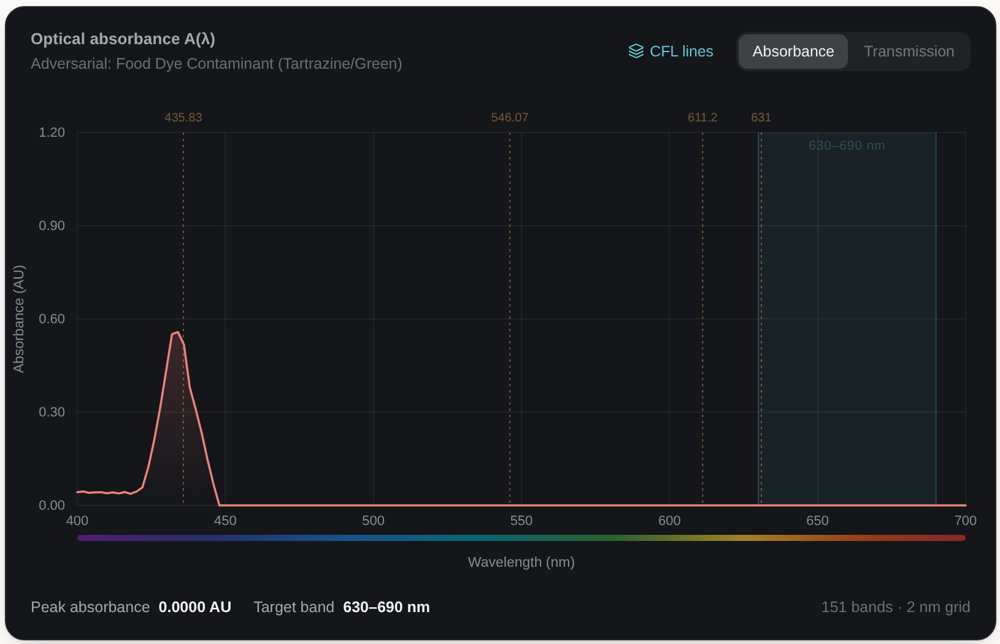 Optical absorbance A(λ)
Adversarial: Food Dye Contaminant (Tartrazine/Green)
CFL lines
Absorbance
Transmission
435.83
546.07
611.2
631
630–690 nm
1.20
0.90
0.60
0.30
0.00
Absorbance (AU)
400
450
500
550
600
650
700
Wavelength (nm)
Peak absorbance 0.0000 AU
Target band 630–690 nm
151 bands · 2 nm grid